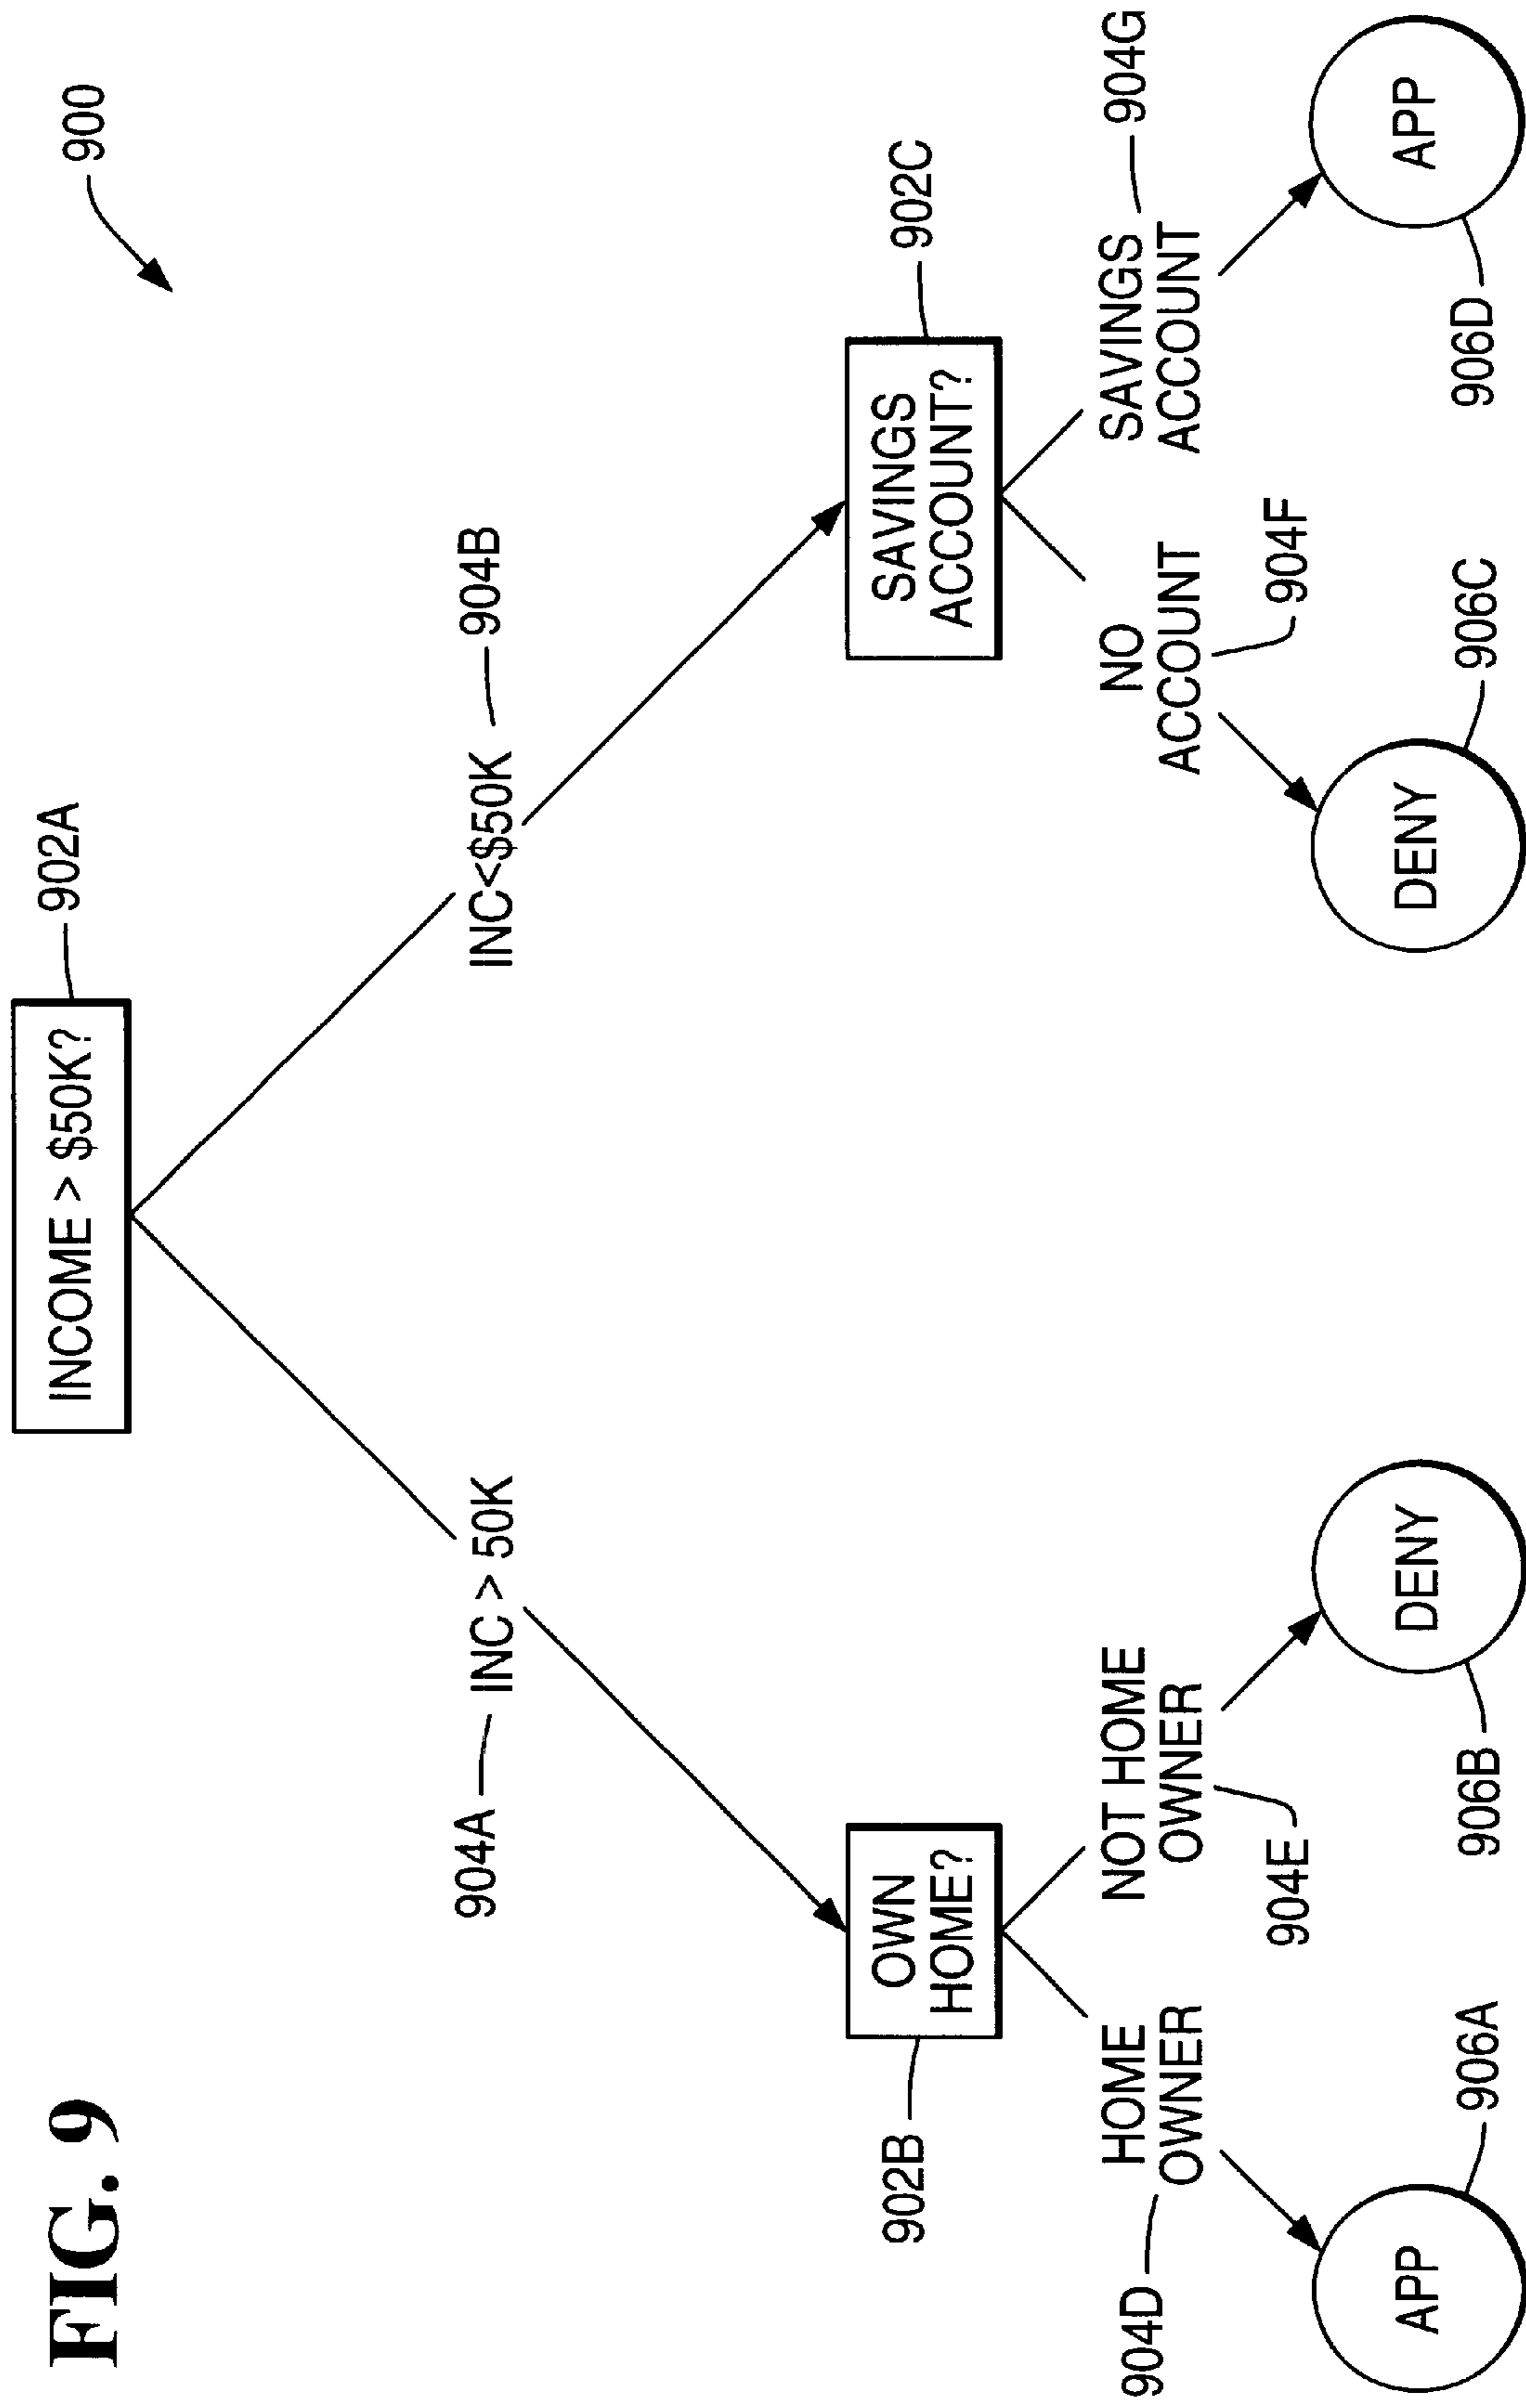 FIG. 9
900
INCOME > $50K?
902A
904A
INC > 50K
INC<$50K
904B
902B
OWN
HOME?
SAVINGS
ACCOUNT?
902C
904D
HOME
OWNER
NOT HOME
OWNER
904E
NO
ACCOUNT
904F
SAVINGS
ACCOUNT
904G
APP
906A
906B
DENY
DENY
906C
906D
APP